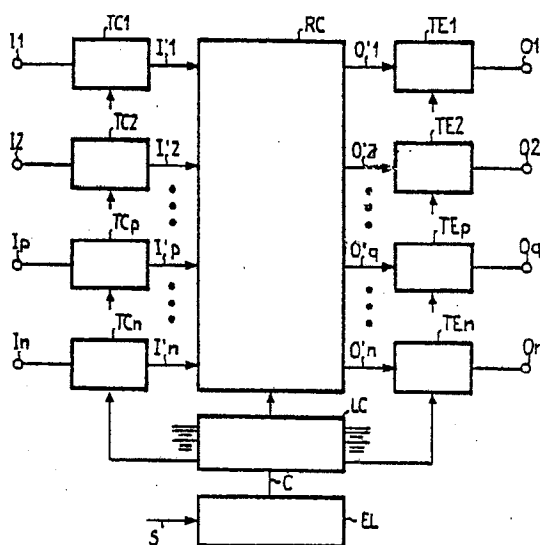 TC1 RC TE1
I1 I'1 O'1 O1
TC2 TE2
I2 I'2 O'2 O2
TCp TEp
Ip I'p O'q Oq
TCn TEn
In I'n O'n On
LC
C
S EL